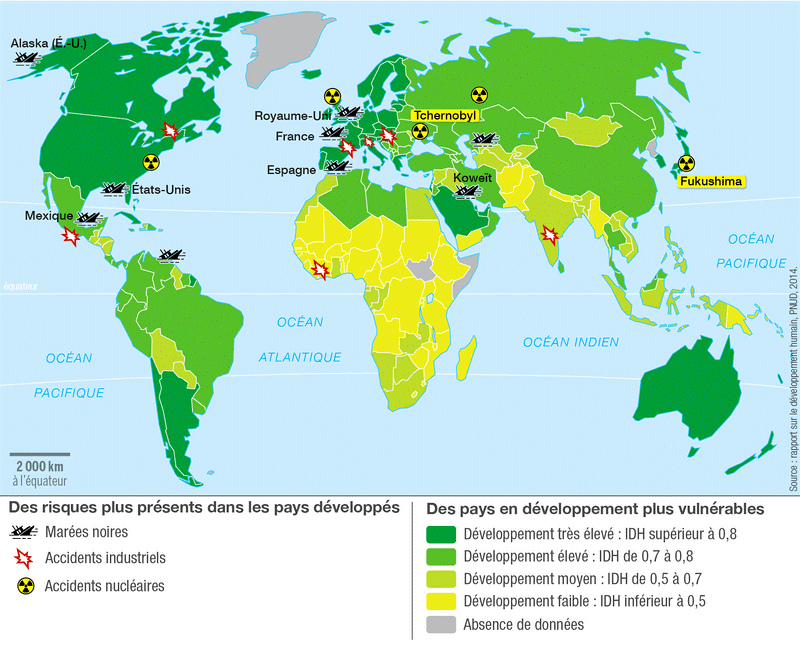 Alaska (É.-U.)
Royaume-Uni
Tchernobyl
France
Espagne
Koweït
Fukushima
États-Unis
Mexique
équateur
OCÉAN
PACIFIQUE
OCÉAN
ATLANTIQUE
OCÉAN INDIEN
OCÉAN
PACIFIQUE
2 000 km
à l'équateur
Source : rapport sur le développement humain, PNUD, 2014.
Des risques plus présents dans les pays développés
Marées noires
Accidents industriels
Accidents nucléaires
Des pays en développement plus vulnérables
Développement très élevé : IDH supérieur à 0,8
Développement élevé : IDH de 0,7 à 0,8
Développement moyen : IDH de 0,5 à 0,7
Développement faible : IDH inférieur à 0,5
Absence de données